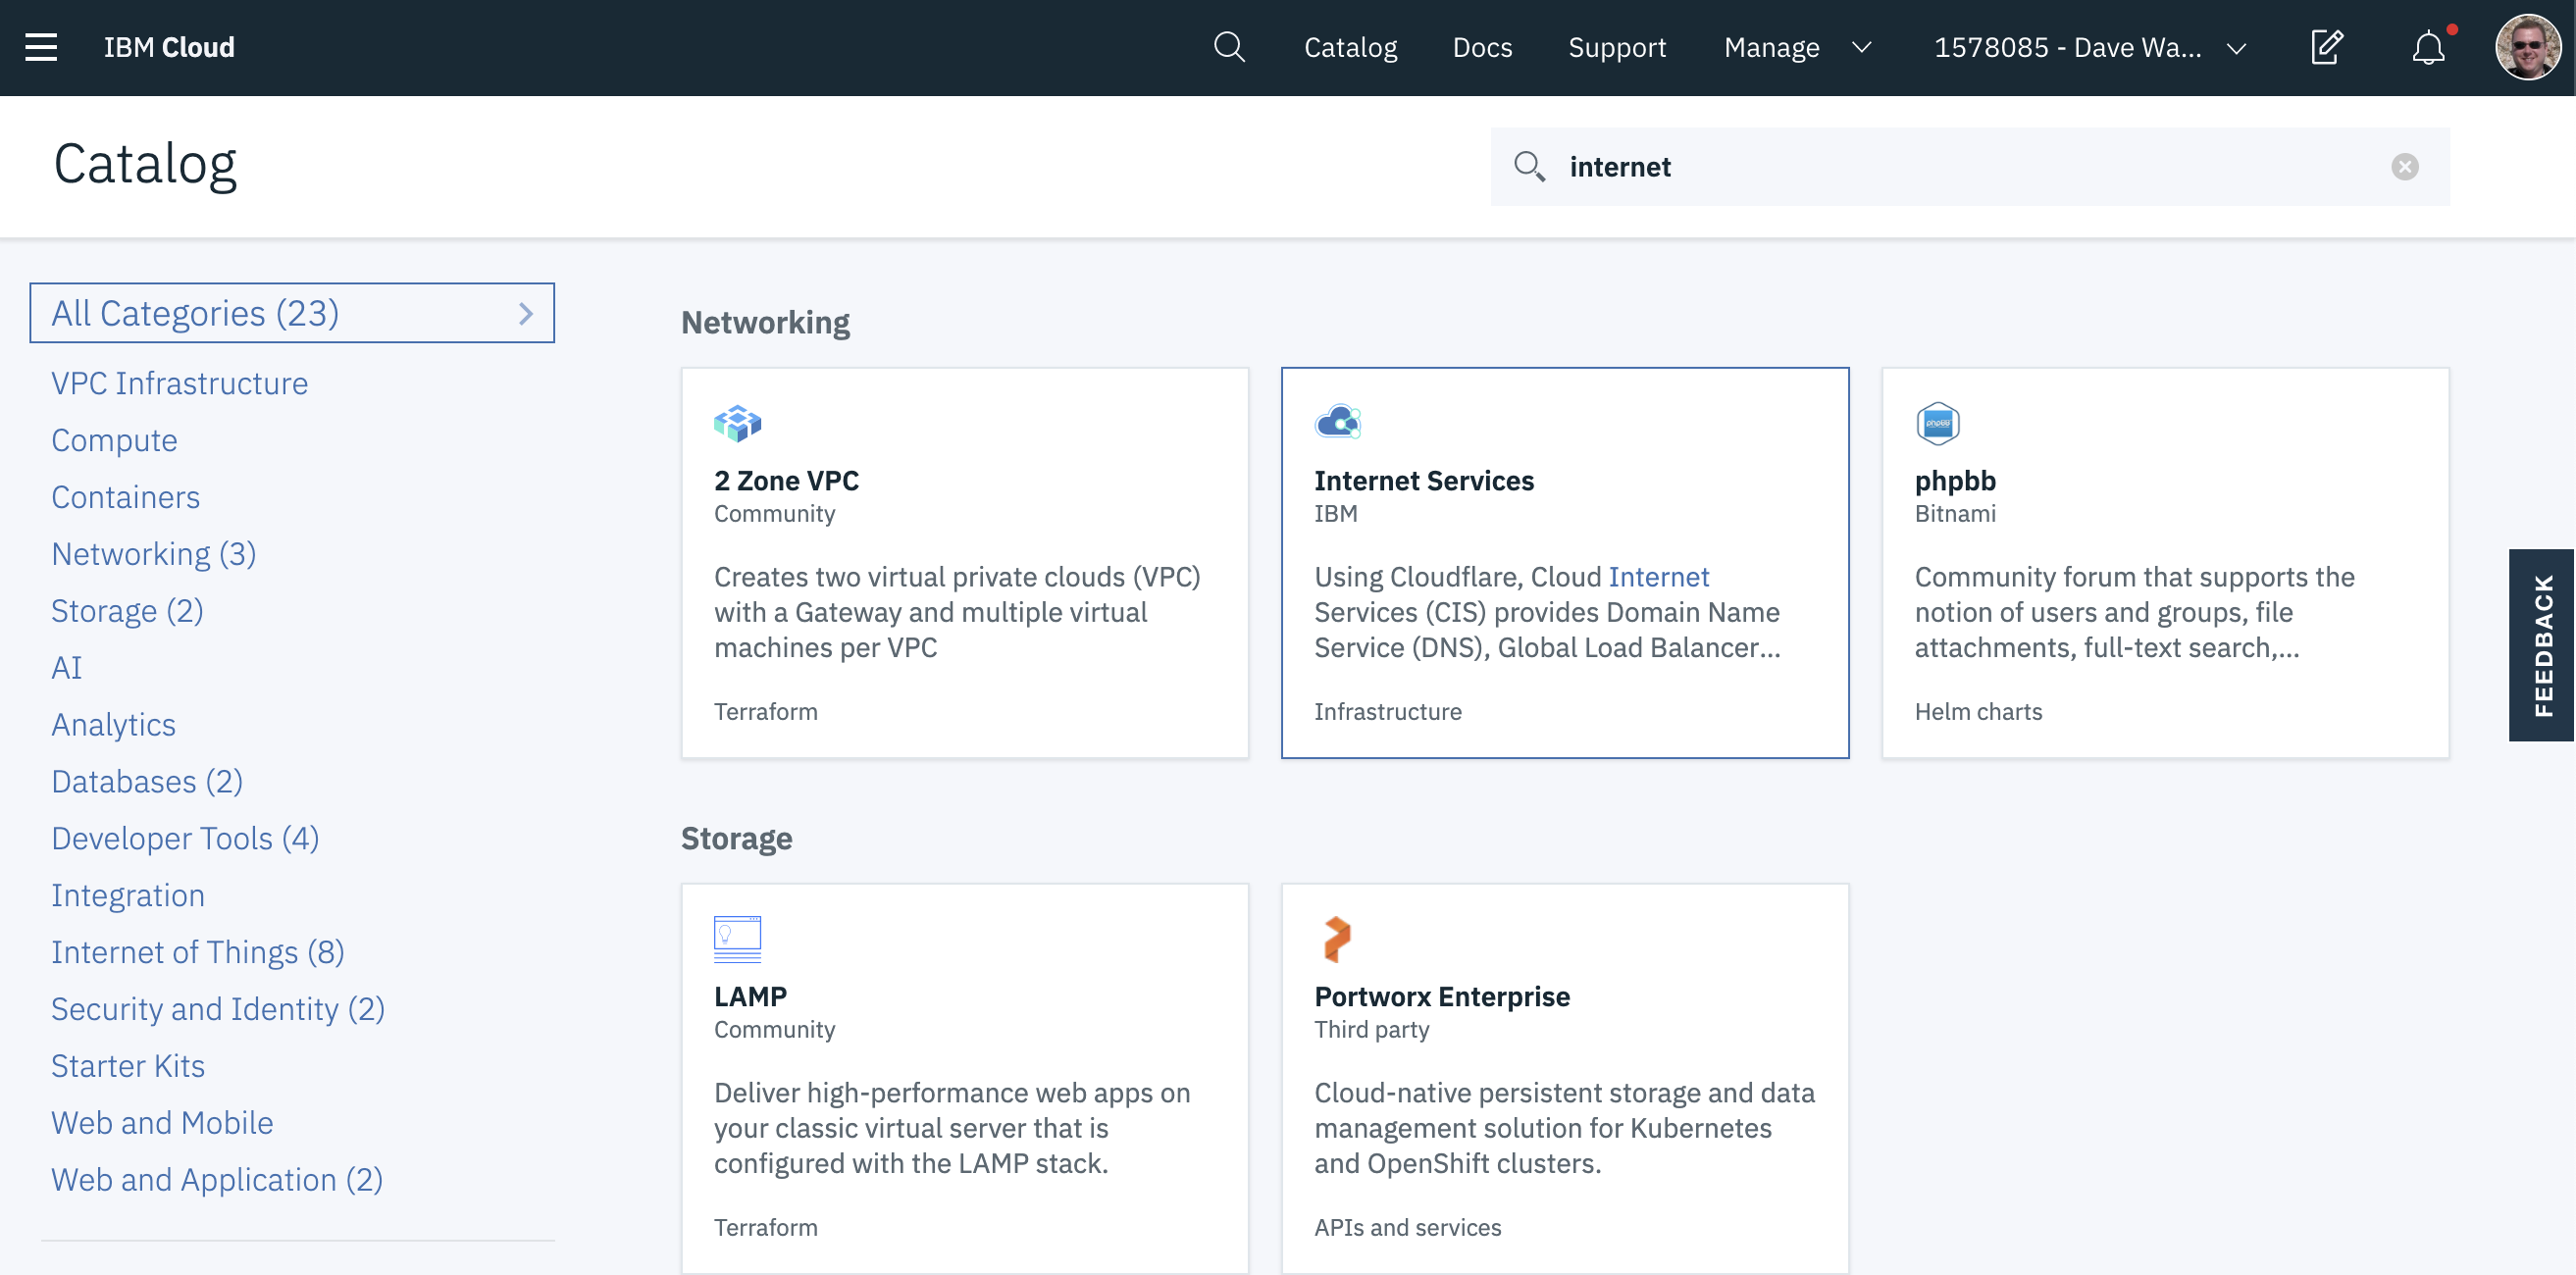 IBM Cloud
Catalog
Docs
Support
Manage
1578085 - Dave Wa...
Catalog
internet
All Categories (23)
VPC Infrastructure
Compute
Containers
Networking (3)
Storage (2)
AI
Analytics
Databases (2)
Developer Tools (4)
Integration
Internet of Things (8)
Security and Identity (2)
Starter Kits
Web and Mobile
Web and Application (2)
Networking
2 Zone VPC
Community
Creates two virtual private clouds (VPC)
with a Gateway and multiple virtual
machines per VPC
Terraform
Internet Services
IBM
Using Cloudflare, Cloud Internet
Services (CIS) provides Domain Name
Service (DNS), Global Load Balancer...
Infrastructure
phpBB
phpbb
Bitnami
Community forum that supports the
notion of users and groups, file
attachments, full-text search,...
Helm charts
Storage
LAMP
Community
Deliver high-performance web apps on
your classic virtual server that is
configured with the LAMP stack.
Terraform
Portworx Enterprise
Third party
Cloud-native persistent storage and data
management solution for Kubernetes
and OpenShift clusters.
APIs and services
FEEDBACK